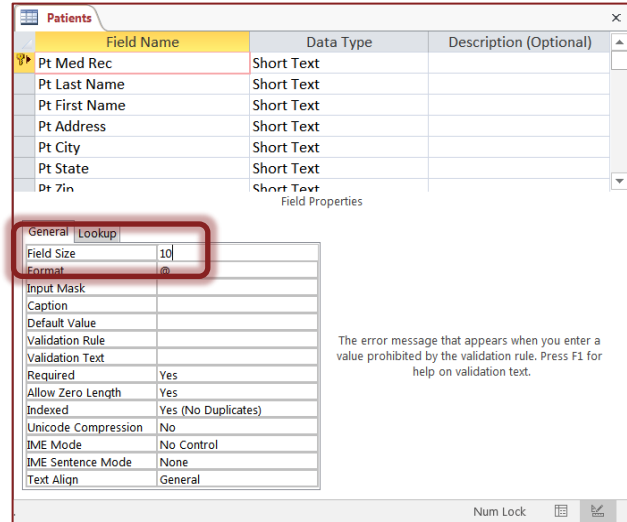 Patients ×
Field Name Data Type Description (Optional)
Pt Med Rec Short Text
Pt Last Name Short Text
Pt First Name Short Text
Pt Address Short Text
Pt City Short Text
Pt State Short Text
Pt Zip Short Text
Field Properties
General Lookup
Field Size 10
Format @
Input Mask
Caption
Default Value
Validation Rule
Validation Text
Required Yes
Allow Zero Length Yes
Indexed Yes (No Duplicates)
Unicode Compression No
IME Mode No Control
IME Sentence Mode None
Text Align General
The error message that appears when you enter a
value prohibited by the validation rule. Press F1 for
help on validation text.
Num Lock